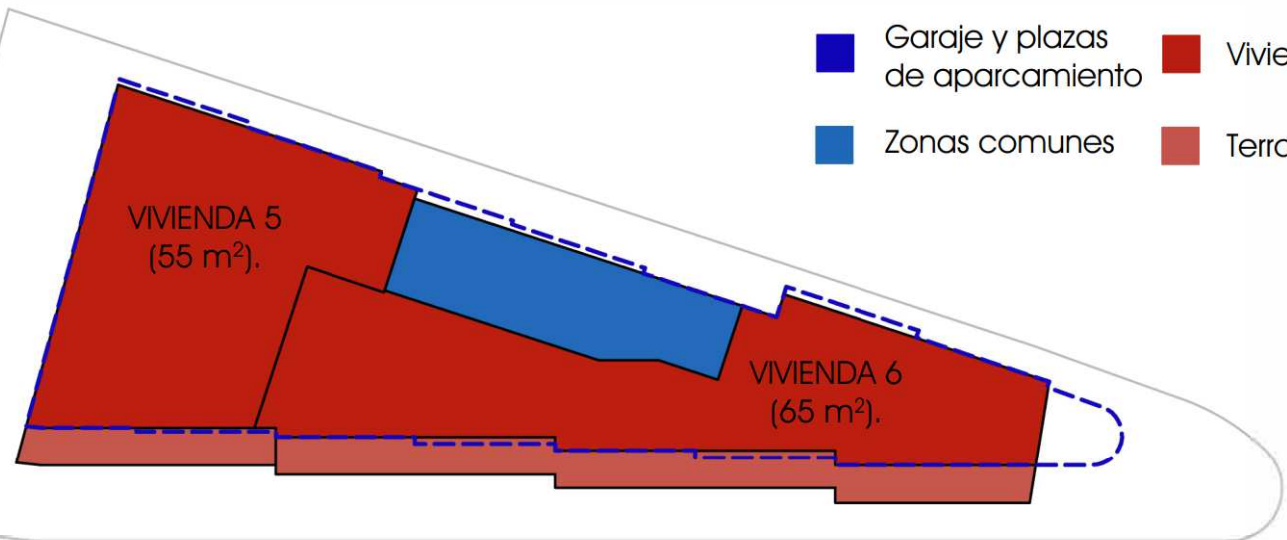 Garaje y plazas
de aparcamiento
Zonas comunes
VIVIENDA 5
(55 m²).
VIVIENDA 6
(65 m²).